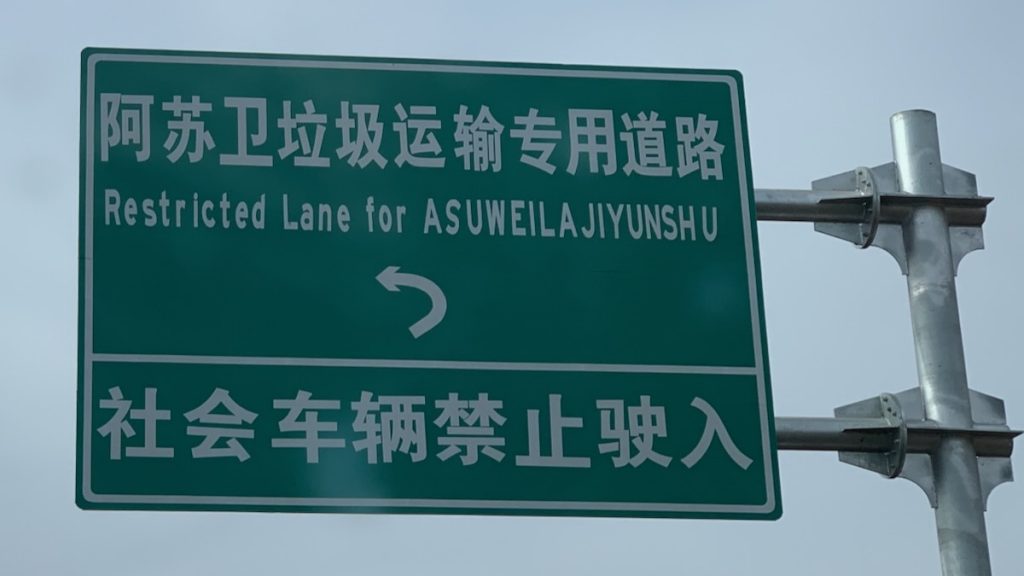 阿苏卫垃圾运输专用道路
Restricted Lane for ASUWEILAJIYUNSHU
社会车辆禁止驶入